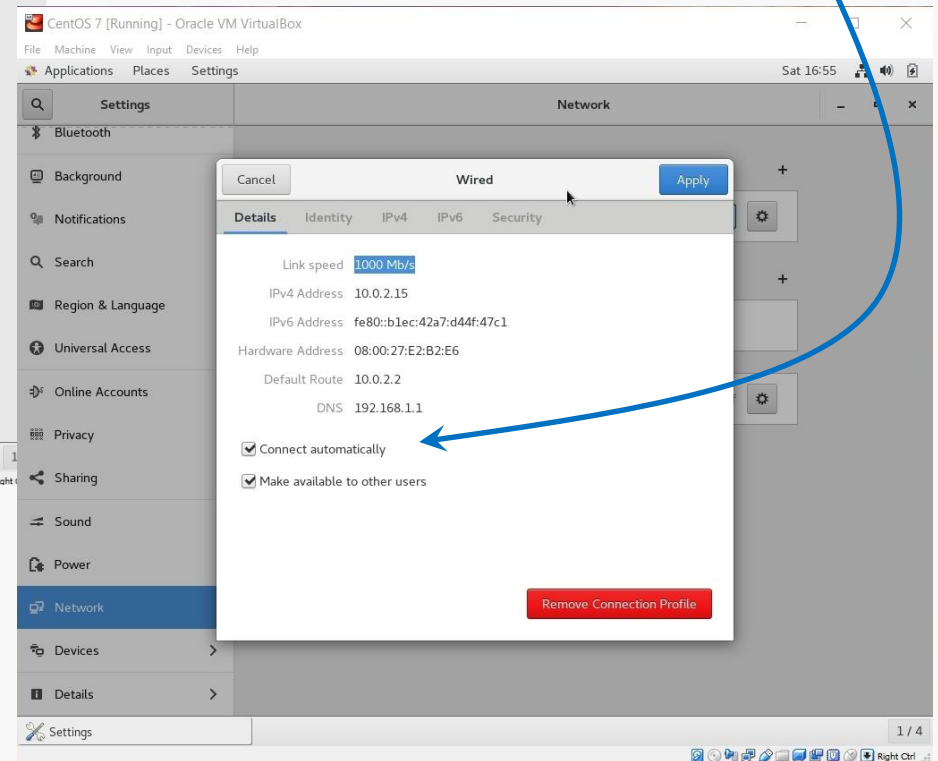 CentOS 7 [Running] - Oracle VM VirtualBox
File Machine View Input Devices Help
Applications Places Settings Sat 16:55
Settings Network
Bluetooth
Background
Notifications
Search
Region & Language
Universal Access
Online Accounts
Privacy
Sharing
Sound
Power
Network
Devices
Details
Cancel Wired Apply
Details Identity IPv4 IPv6 Security
Link speed 1000 Mb/s
IPv4 Address 10.0.2.15
IPv6 Address fe80::b1ec:42a7:d44f:47c1
Hardware Address 08:00:27:E2:B2:E6
Default Route 10.0.2.2
DNS 192.168.1.1
Connect automatically
Make available to other users
Remove Connection Profile
Settings 1 / 4
Right Ctrl